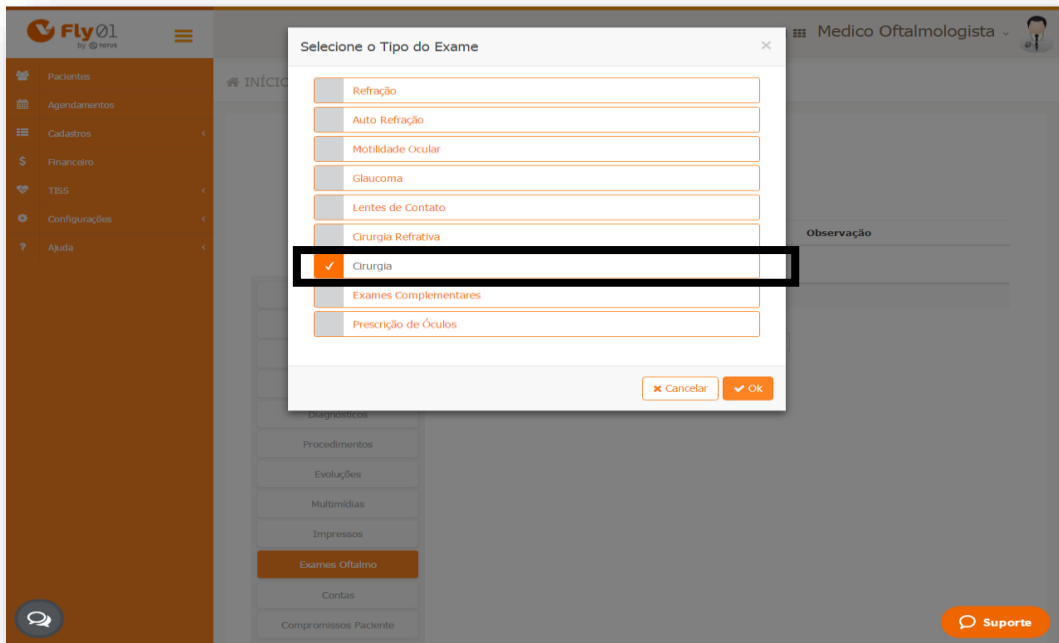 Fly01
by TOTVS
Medico Oftalmologista
Pacientes
Agendamentos
Cadastros
Financeiro
TISS
Configurações
Ajuda
INÍCIO
Selecione o Tipo do Exame
Refração
Auto Refração
Motilidade Ocular
Glaucoma
Lentes de Contato
Cirurgia Refrativa
Cirurgia
Exames Complementares
Prescrição de Óculos
Cancelar
Ok
Observação
Diagnósticos
Procedimentos
Evoluções
Multimídias
Impressos
Exames Oftalmo
Contas
Compromissos Paciente
Suporte